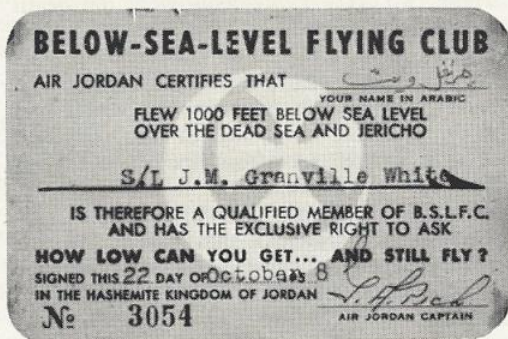 BELOW-SEA-LEVEL FLYING CLUB
AIR JORDAN CERTIFIES THAT
YOUR NAME IN ARABIC
FLEW 1000 FEET BELOW SEA LEVEL
OVER THE DEAD SEA AND JERICHO
S/L J.M. Granville White
IS THEREFORE A QUALIFIED MEMBER OF B.S.L.F.C.
AND HAS THE EXCLUSIVE RIGHT TO ASK
HOW LOW CAN YOU GET... AND STILL FLY?
SIGNED THIS 22 DAY OF October 8
IN THE HASHEMITE KINGDOM OF JORDAN
No 3054
AIR JORDAN CAPTAIN